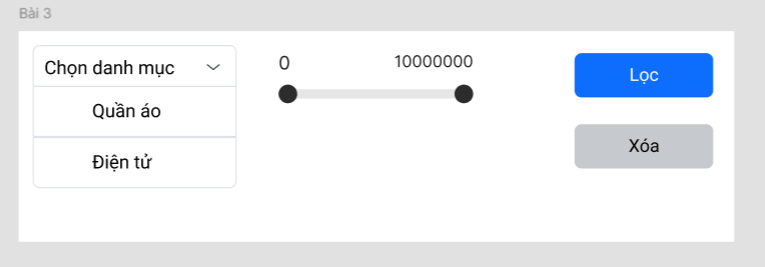 Bài 3
Chọn danh mục
Quần áo
Điện tử
0
10000000
Lọc
Xóa